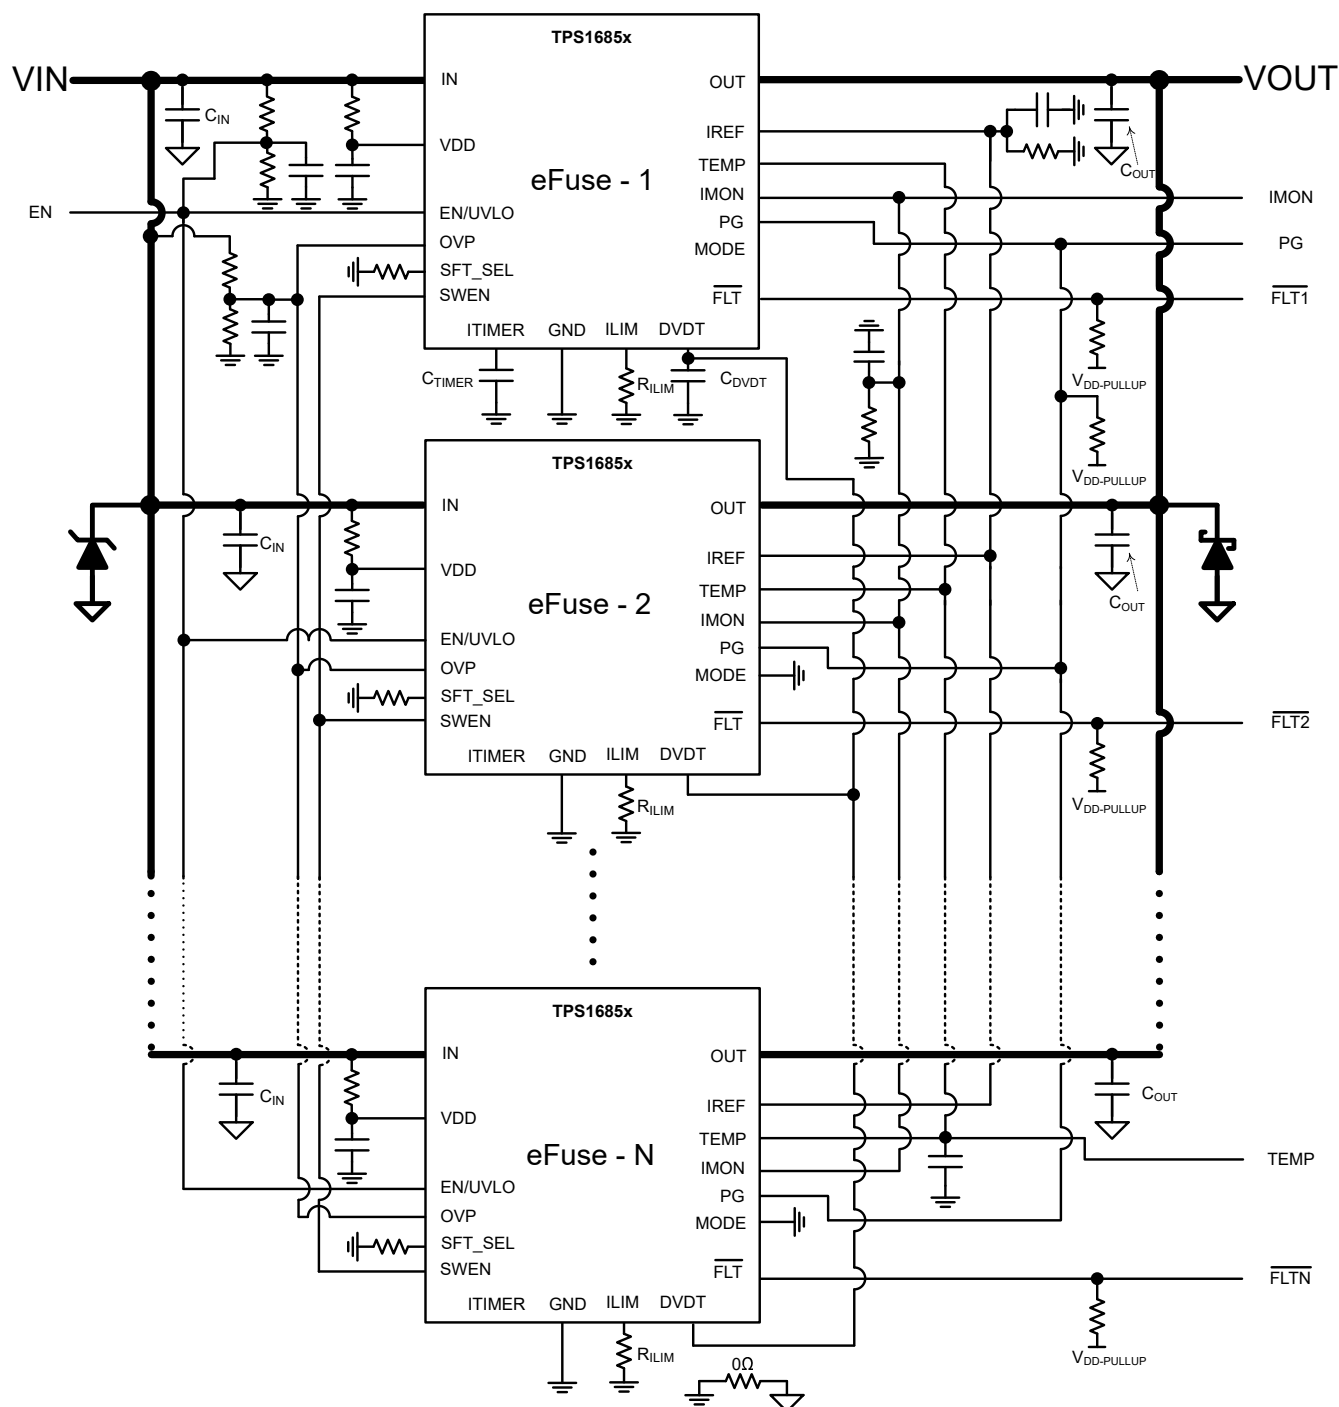 TPS1685x
VIN
IN
OUT
VOUT
C_IN
IREF
VDD
TEMP
C_OUT
eFuse - 1
IMON
IMON
EN
EN/UVLO
PG
PG
OVP
MODE
SFT_SEL
SWEN
FLT
FLT1
ITIMER
GND
ILIM
DVDT
C_TIMER
R_ILIM
C_DVDT
V_DD-PULLUP
TPS1685x
V_DD-PULLUP
IN
OUT
C_IN
IREF
VDD
TEMP
C_OUT
eFuse - 2
IMON
EN/UVLO
PG
OVP
MODE
SFT_SEL
SWEN
FLT
FLT2
ITIMER
GND
ILIM
DVDT
R_ILIM
V_DD-PULLUP
TPS1685x
IN
OUT
C_IN
C_OUT
IREF
VDD
TEMP
eFuse - N
TEMP
IMON
EN/UVLO
PG
OVP
MODE
SFT_SEL
SWEN
FLT
FLTN
ITIMER
GND
ILIM
DVDT
R_ILIM
V_DD-PULLUP
0Ω